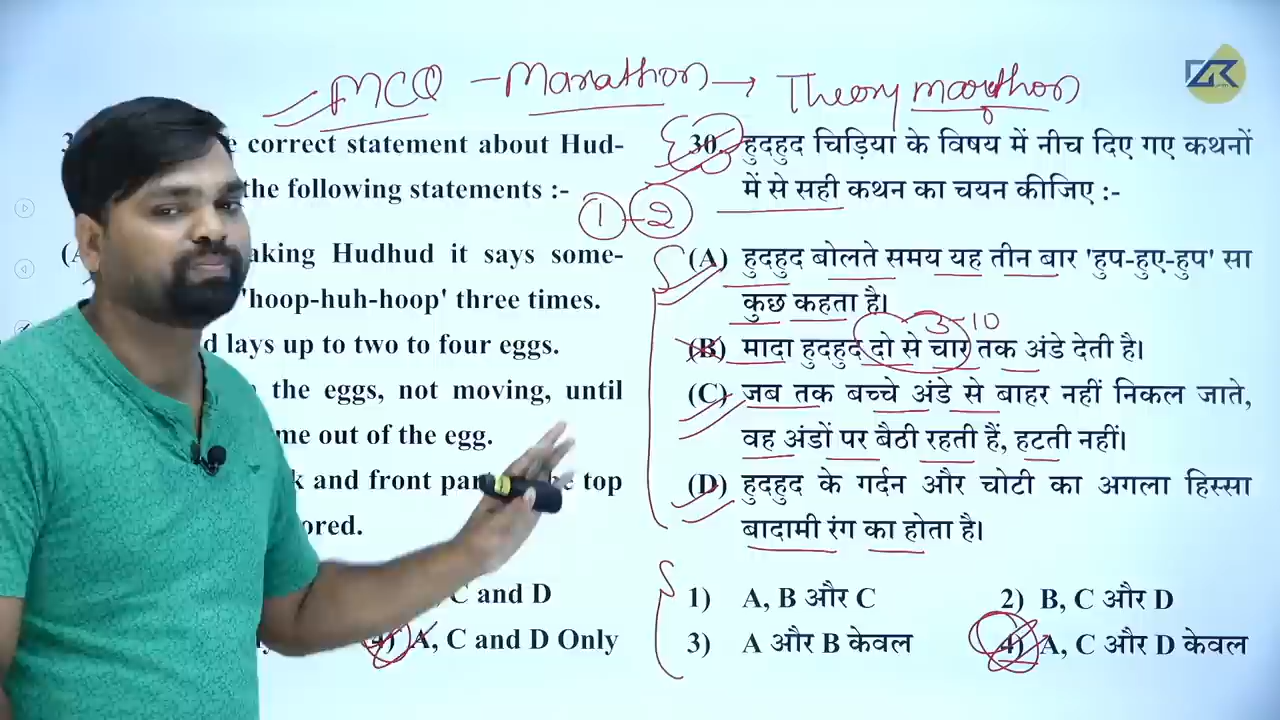 MCQ - Marathon → Theory marathon
ZR
3
e correct statement about Hud-
the following statements :-
1 - 2
(A
aking Hudhud it says some-
'hoop-huh-hoop' three times.
d lays up to two to four eggs.
the eggs, not moving, until
me out of the egg.
k and front par
e top
ored.
C and D
4) A, C and D Only
30. हुदहुद चिड़िया के विषय में नीच दिए गए कथनों
में से सही कथन का चयन कीजिए :-
(A) हुदहुद बोलते समय यह तीन बार 'हुप-हुए-हुप' सा
कुछ कहता है।
3-10
(B) मादा हुदहुद दो से चार तक अंडे देती है।
(C) जब तक बच्चे अंडे से बाहर नहीं निकल जाते,
वह अंडों पर बैठी रहती हैं, हटती नहीं।
(D) हुदहुद के गर्दन और चोटी का अगला हिस्सा
बादामी रंग का होता है।
1) A, B और C 2) B, C और D
3) A और B केवल 4) A, C और D केवल